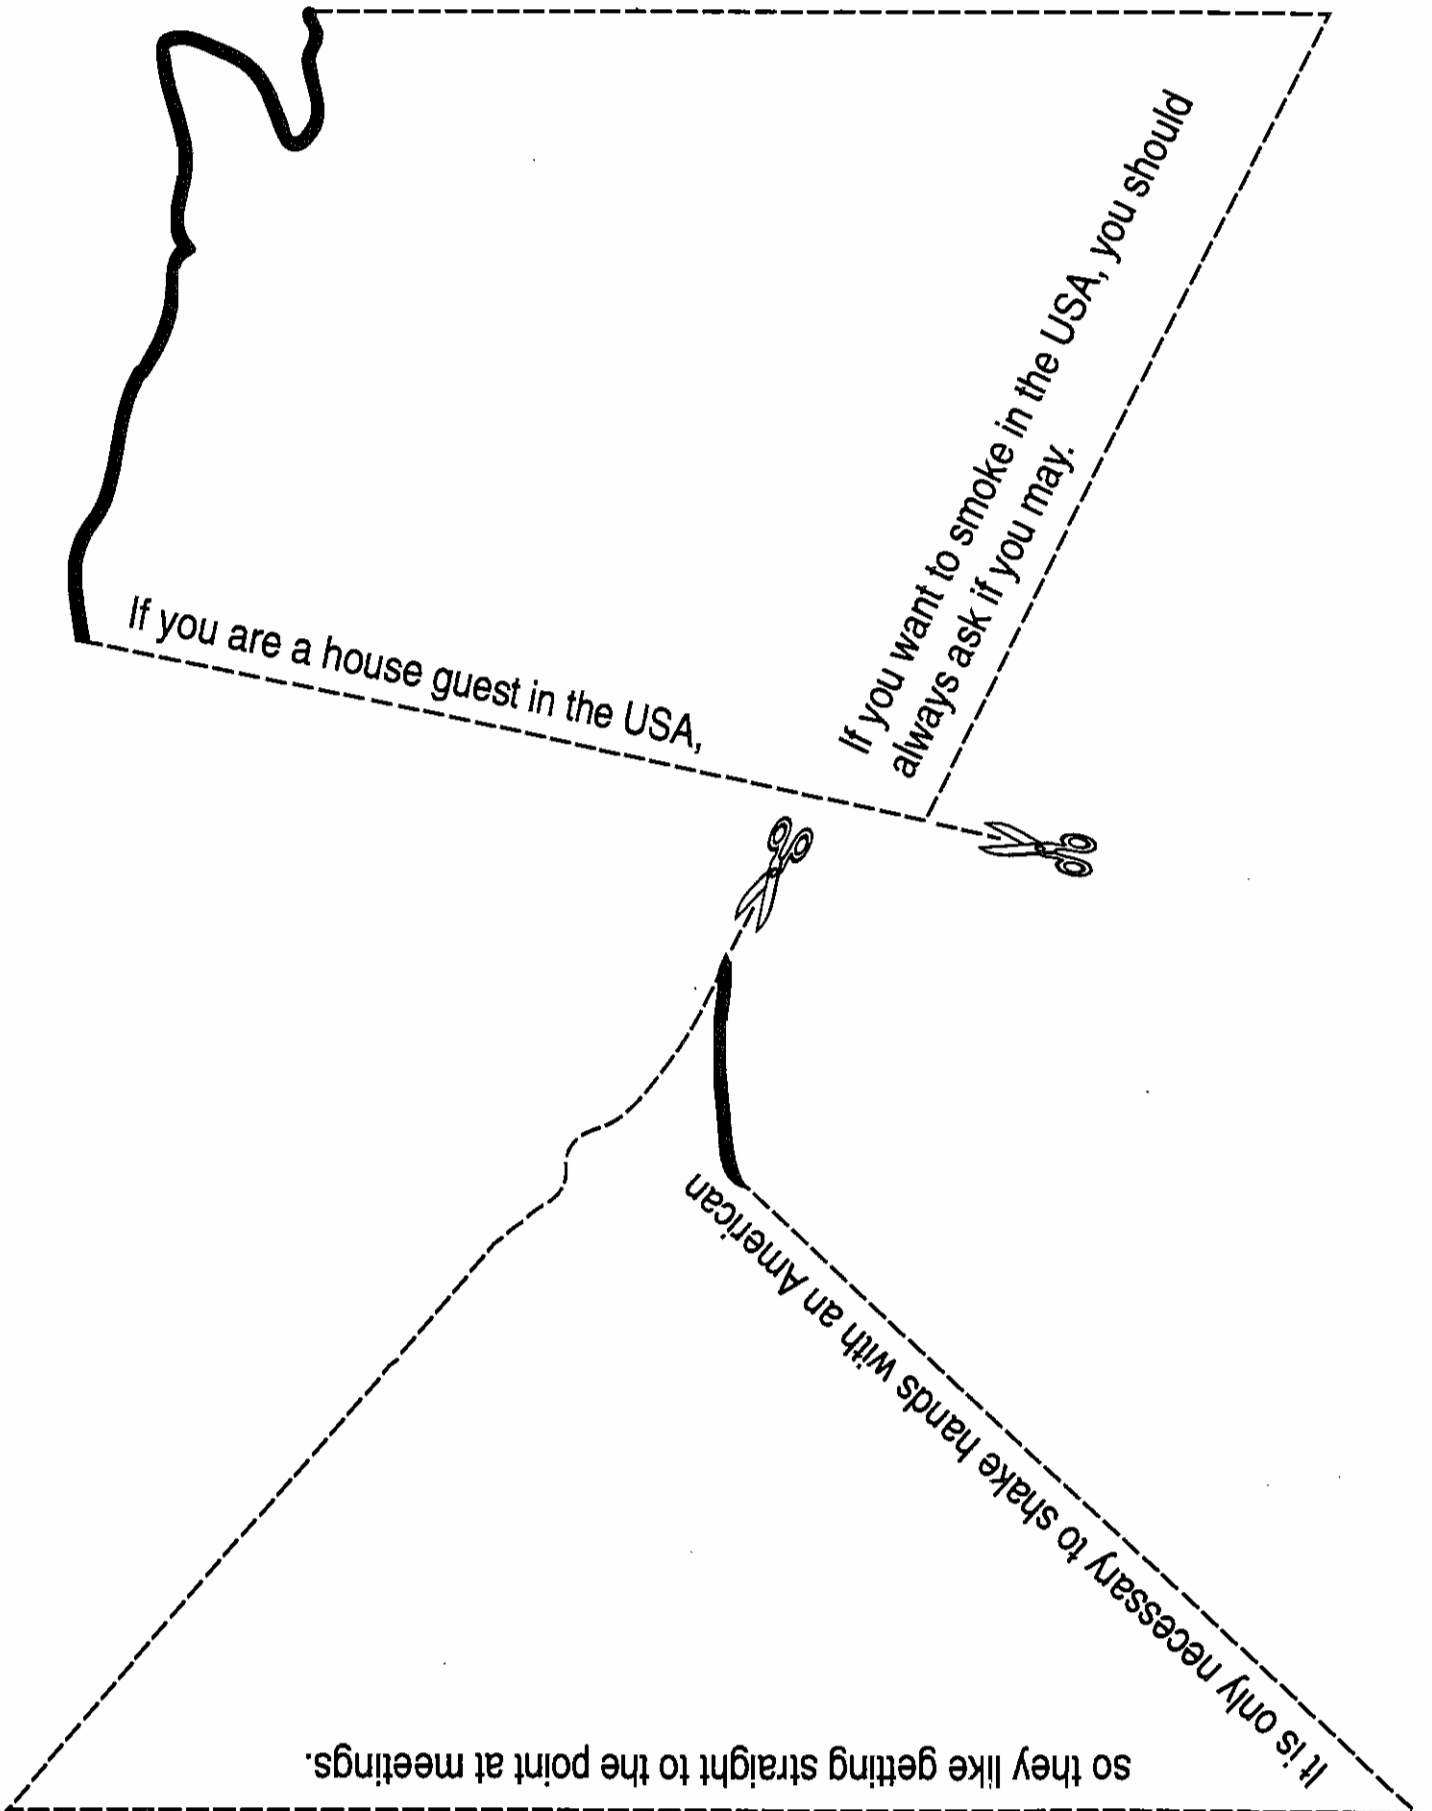 If you want to smoke in the USA, you should
always ask if you may.
If you are a house guest in the USA,
It is only necessary to shake hands with an American
so they like getting straight to the point at meetings.